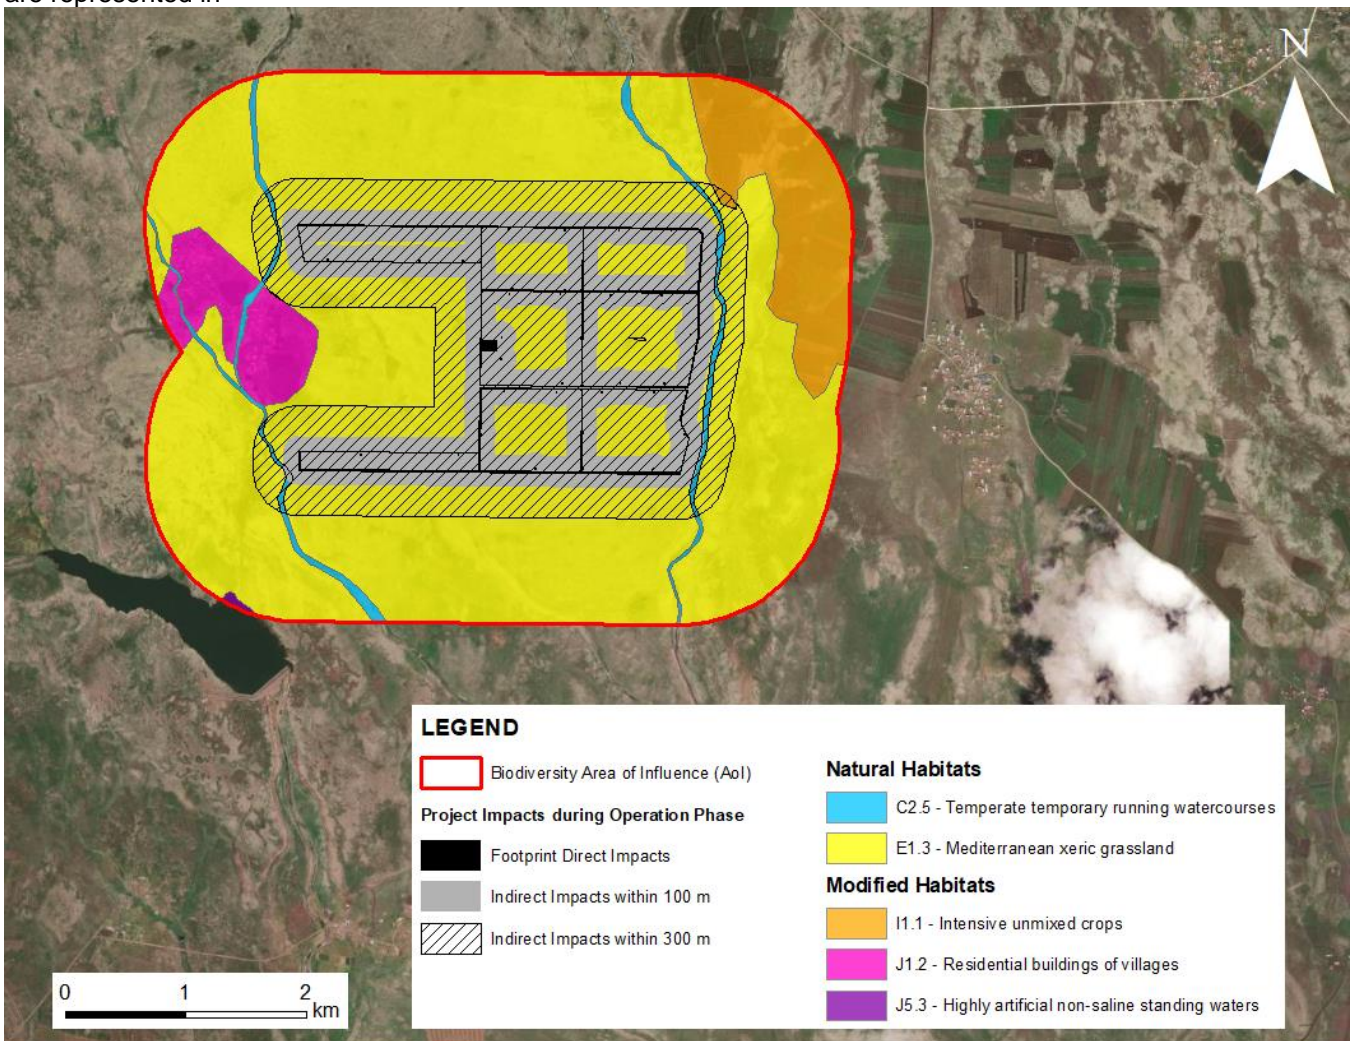 are represented in
N
LEGEND
Biodiversity Area of Influence (AoI)
Project Impacts during Operation Phase
Footprint Direct Impacts
Indirect Impacts within 100 m
Indirect Impacts within 300 m
Natural Habitats
C2.5 - Temperate temporary running watercourses
E1.3 - Mediterranean xeric grassland
Modified Habitats
I1.1 - Intensive unmixed crops
J1.2 - Residential buildings of villages
J5.3 - Highly artificial non-saline standing waters
0 1 2
km